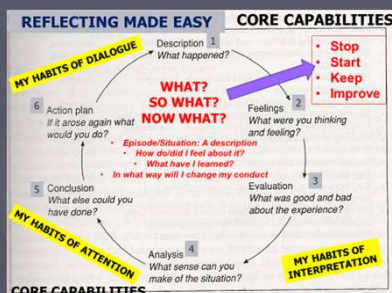 REFLECTING MADE EASY
CORE CAPABILITIES
Description 1
What happened?
MY HABITS OF DIALOGUE
• Stop
• Start
• Keep
• Improve
WHAT?
SO WHAT?
NOW WHAT?
6 Action plan
If it arose again what
would you do?
Feelings 2
What were you thinking
and feeling?
• Episode/Situation: A description
• How do/did I feel about it?
• What have I learned?
• In what way will I change my conduct
5 Conclusion
What else could you
have done?
Evaluation 3
What was good and bad
about the experience?
MY HABITS OF ATTENTION
Analysis 4
What sense can you
make of the situation?
MY HABITS OF
INTERPRETATION
CORE CAPABILITIES